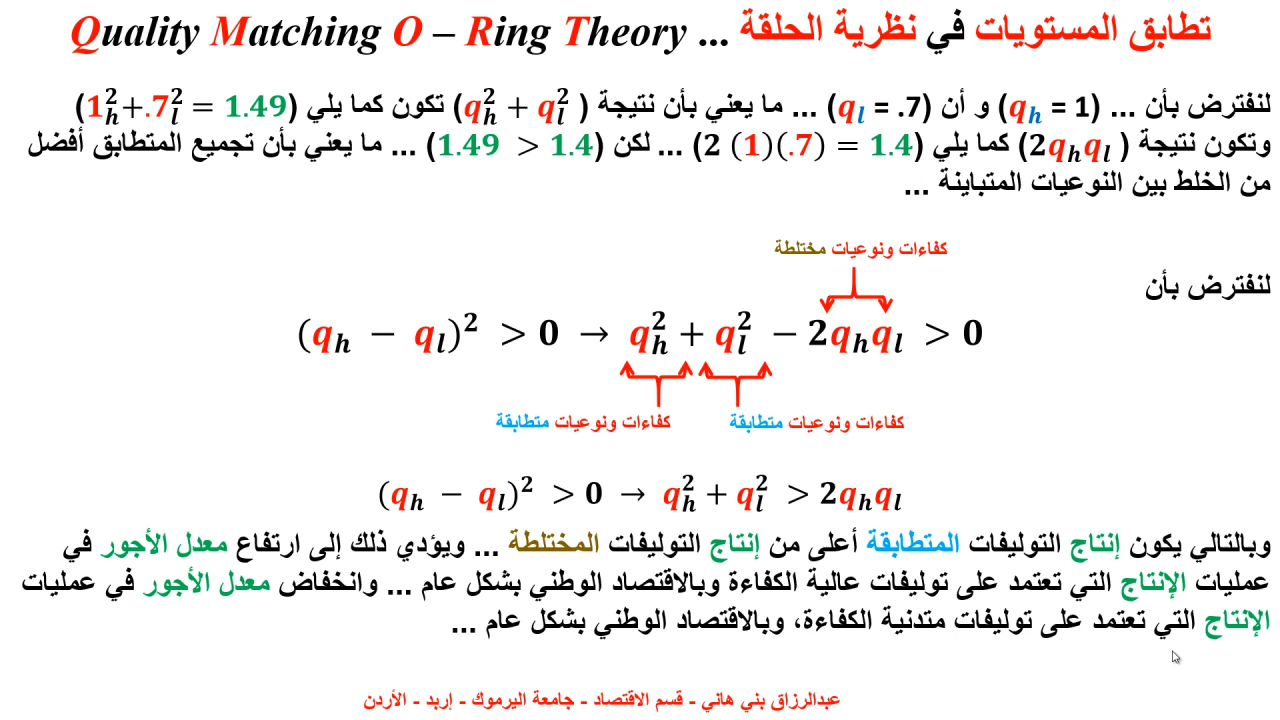 تطابق المستويات في نظرية الحلقة ... Quality Matching O – Ring Theory
لنفترض بأن ... (q_h = 1) و أن (q_l = .7) ... ما يعني بأن نتيجة (q_h^2 + q_l^2) تكون كما يلي (1_h^2+.7_l^2 = 1.49)
وتكون نتيجة (2q_hq_l) كما يلي (2 (1)(.7) = 1.4) ... لكن (1.49 > 1.4) ... ما يعني بأن تجميع المتطابق أفضل
من الخلط بين النوعيات المتباينة ...
كفاءات ونوعيات مختلطة
لنفترض بأن
(q_h − q_l)^2 > 0 → q_h^2 + q_l^2 − 2q_hq_l > 0
كفاءات ونوعيات متطابقة
كفاءات ونوعيات متطابقة
(q_h − q_l)^2 > 0 → q_h^2 + q_l^2 > 2q_hq_l
وبالتالي يكون إنتاج التوليفات المتطابقة أعلى من إنتاج التوليفات المختلطة ... ويؤدي ذلك إلى ارتفاع معدل الأجور في
عمليات الإنتاج التي تعتمد على توليفات عالية الكفاءة وبالاقتصاد الوطني بشكل عام ... وانخفاض معدل الأجور في عمليات
الإنتاج التي تعتمد على توليفات متدنية الكفاءة، وبالاقتصاد الوطني بشكل عام ...
عبدالرزاق بني هاني - قسم الاقتصاد - جامعة اليرموك - إربد - الأردن